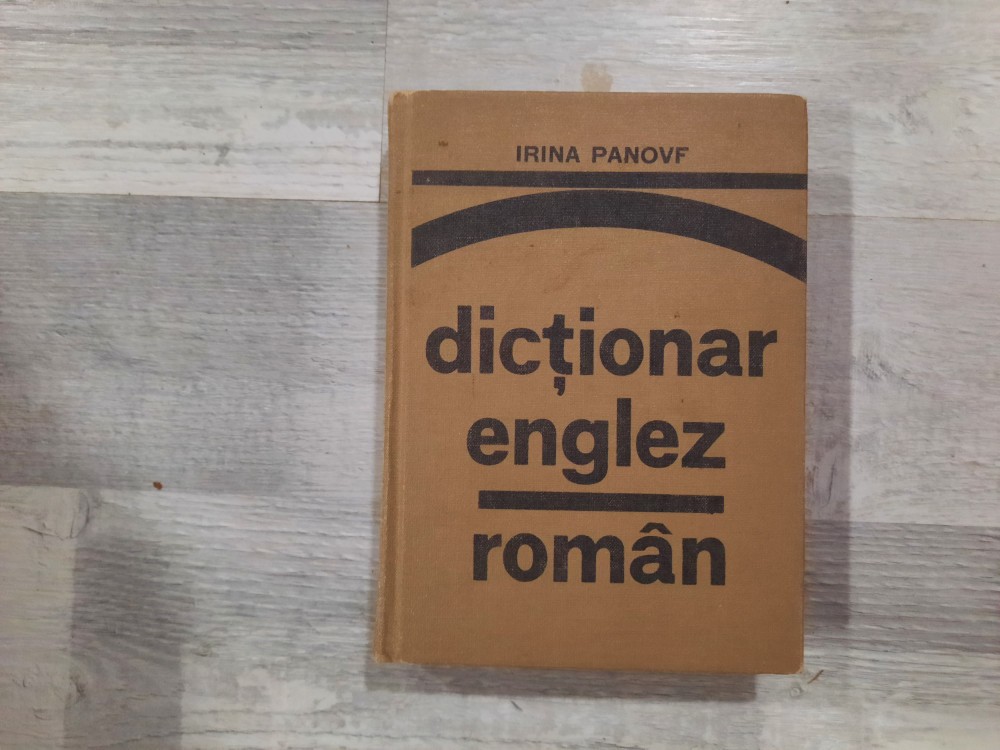 IRINA PANOVF
dicționar
englez
român